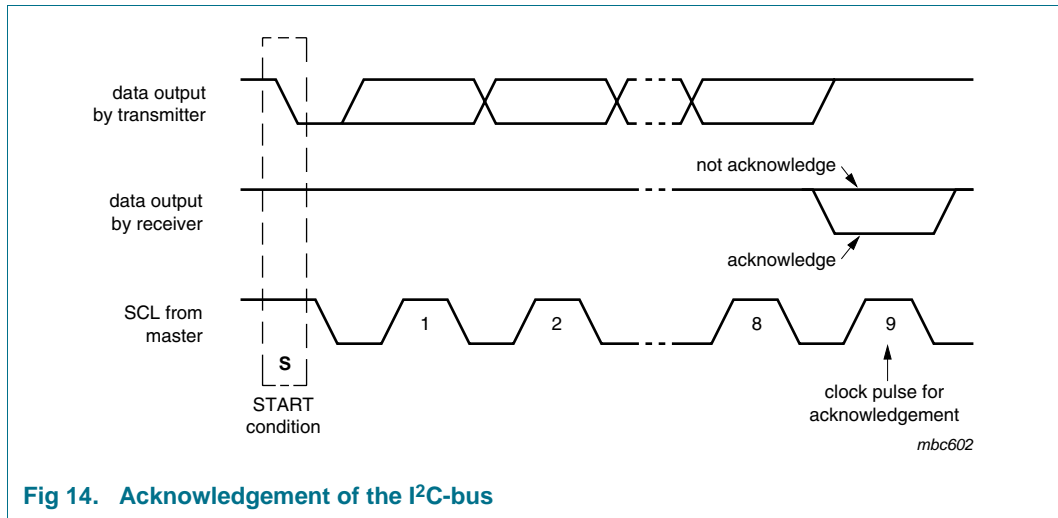 data output
by transmitter
not acknowledge
data output
by receiver
acknowledge
SCL from
master
1
2
8
9
S
START
condition
clock pulse for
acknowledgement
mbc602
Fig 14. Acknowledgement of the I²C-bus